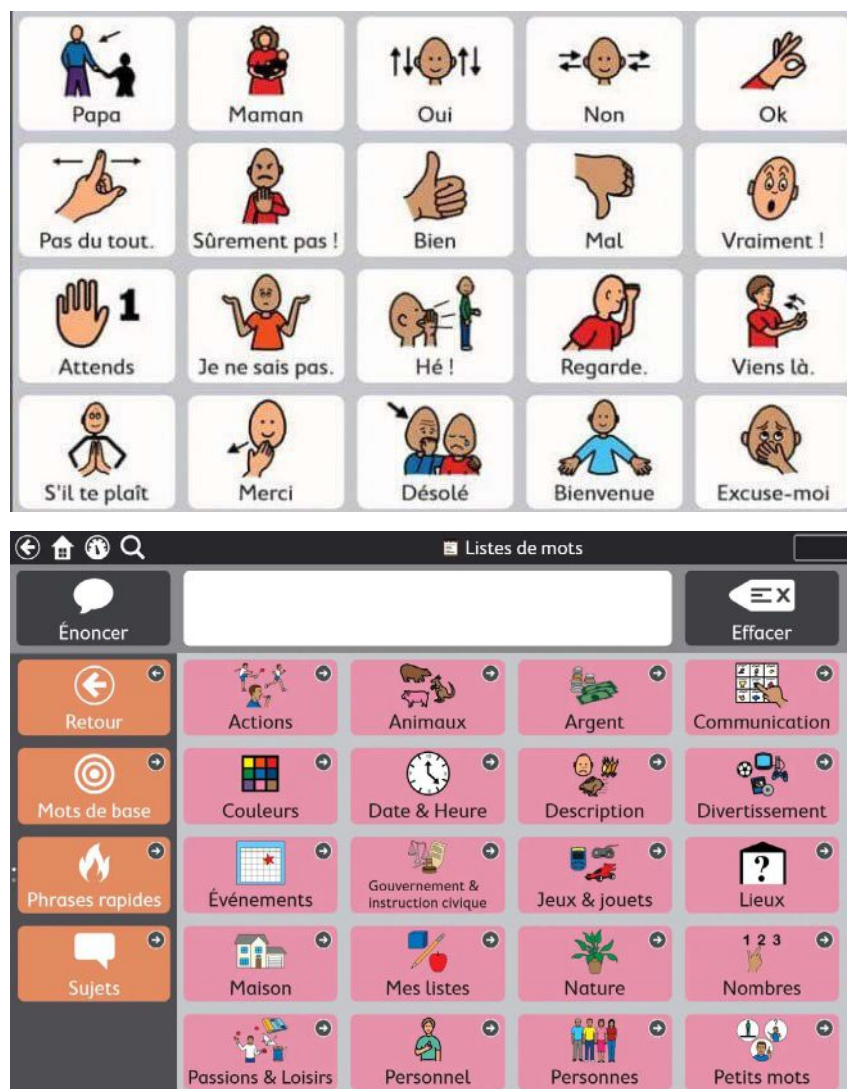 Papa Maman Oui Non Ok
Pas du tout. Sûrement pas ! Bien Mal Vraiment !
1
Attends Je ne sais pas. Hé ! Regarde. Viens là.
S'il te plaît Merci Désolé Bienvenue Excuse-moi
Listes de mots
Énoncer Effacer
Retour Actions Animaux Argent Communication
Mots de base Couleurs Date & Heure Description Divertissement
?
Phrases rapides Événements Gouvernement & instruction civique Jeux & jouets Lieux
1 2 3
Sujets Maison Mes listes Nature Nombres
Passions & Loisirs Personnel Personnes Petits mots